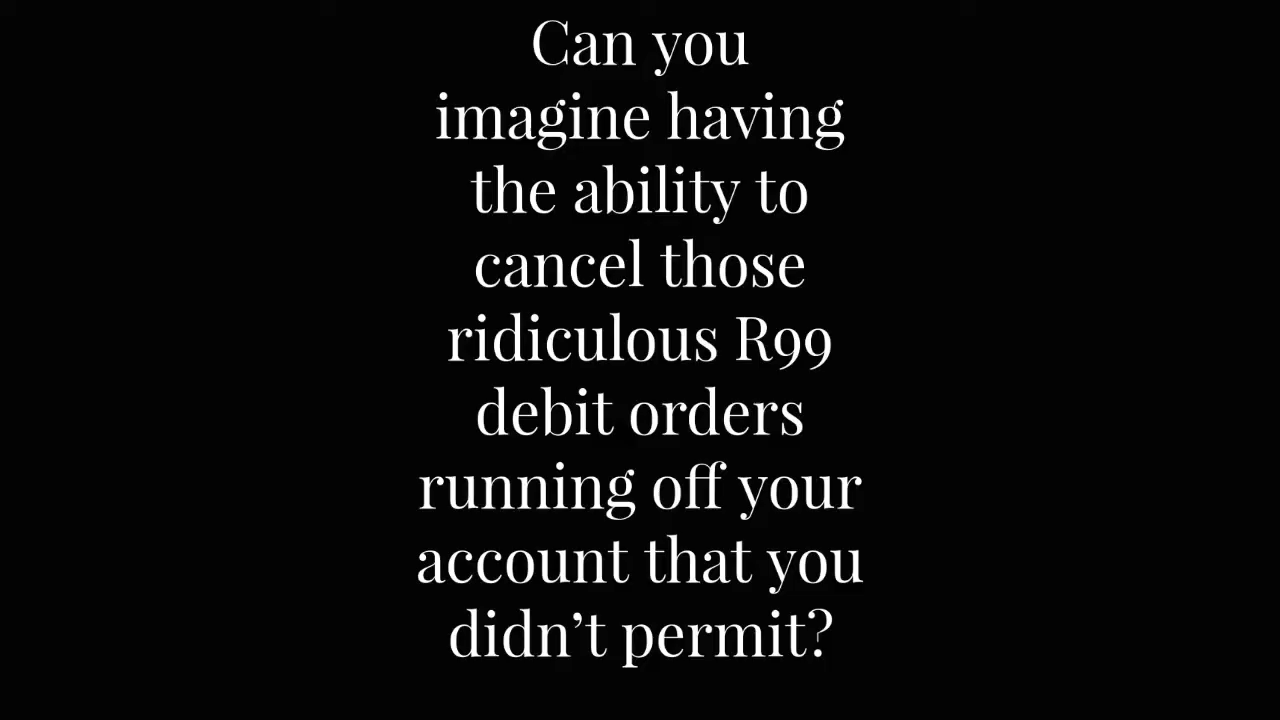 Can you
imagine having
the ability to
cancel those
ridiculous R99
debit orders
running off your
account that you
didn’t permit?